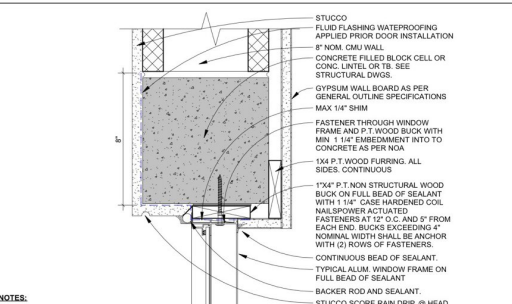 STUCCO
FLUID FLASHING WATEPROOFING
APPLIED PRIOR DOOR INSTALLATION
8" NOM. CMU WALL
CONCRETE FILLED BLOCK CELL OR
CONC. LINTEL OR TB. SEE
STRUCTURAL DWGS.
GYPSUM WALL BOARD AS PER
GENERAL OUTLINE SPECIFICATIONS
MAX 1/4" SHIM
FASTENER THROUGH WINDOW
FRAME AND P.T.WOOD BUCK WITH
MIN 1 1/4" EMBEDMMENT INTO TO
CONCRETE AS PER NOA
8"
1X4 P.T.WOOD FURRING. ALL
SIDES. CONTINUOUS
1"X4" P.T.NON STRUCTURAL WOOD
BUCK ON FULL BEAD OF SEALANT
WITH 1 1/4" CASE HARDENED COIL
NAILSPOWER ACTUATED
FASTENERS AT 12" O.C. AND 5" FROM
EACH END. BUCKS EXCEEDING 4"
NOMINAL WIDTH SHALL BE ANCHOR
WITH (2) ROWS OF FASTENERS.
CONTINUOUS BEAD OF SEALANT.
TYPICAL ALUM. WINDOW FRAME ON
FULL BEAD OF SEALANT
BACKER ROD AND SEALANT.
NOTES:
STUCCO SCORE RAIN DRIP @ HEAD